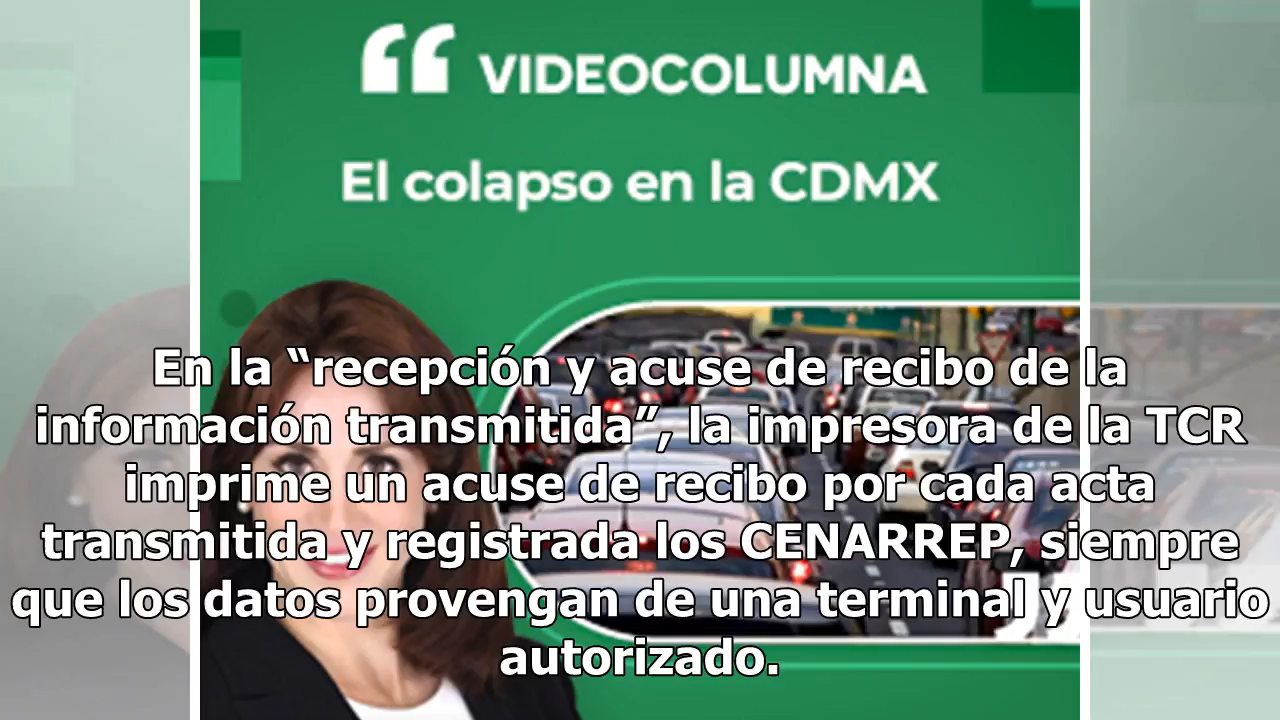 “ VIDEOCOLUMNA
El colapso en la CDMX
En la “recepción y acuse de recibo de la
información transmitida”, la impresora de la TCR
imprime un acuse de recibo por cada acta
transmitida y registrada los CENARREP, siempre
que los datos provengan de una terminal y usuario
autorizado.